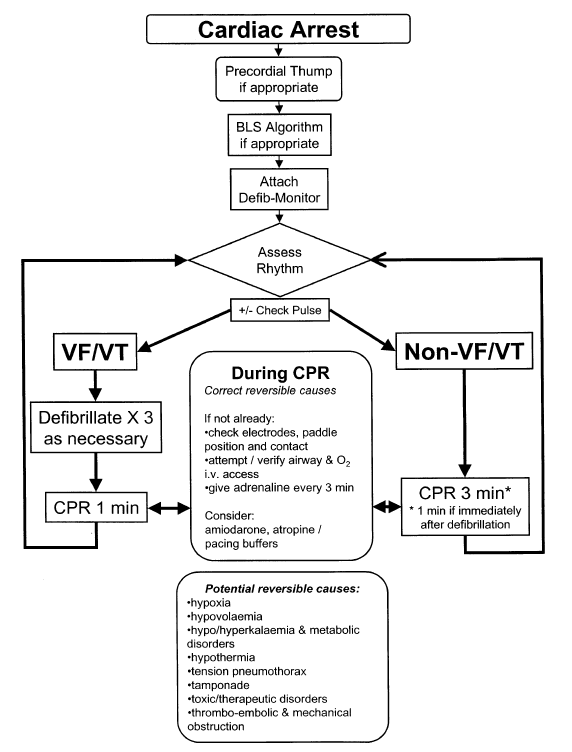 Cardiac Arrest
Precordial Thump
if appropriate
BLS Algorithm
if appropriate
Attach
Defib-Monitor
Assess
Rhythm
+/- Check Pulse
VF/VT
Non-VF/VT
Defibrillate X 3
as necessary
CPR 1 min
During CPR
Correct reversible causes
If not already:
•check electrodes, paddle
position and contact
•attempt / verify airway & O₂
i.v. access
•give adrenaline every 3 min
Consider:
amiodarone, atropine /
pacing buffers
CPR 3 min*
* 1 min if immediately
after defibrillation
Potential reversible causes:
•hypoxia
•hypovolaemia
•hypo/hyperkalaemia & metabolic
disorders
•hypothermia
•tension pneumothorax
•tamponade
•toxic/therapeutic disorders
•thrombo-embolic & mechanical
obstruction